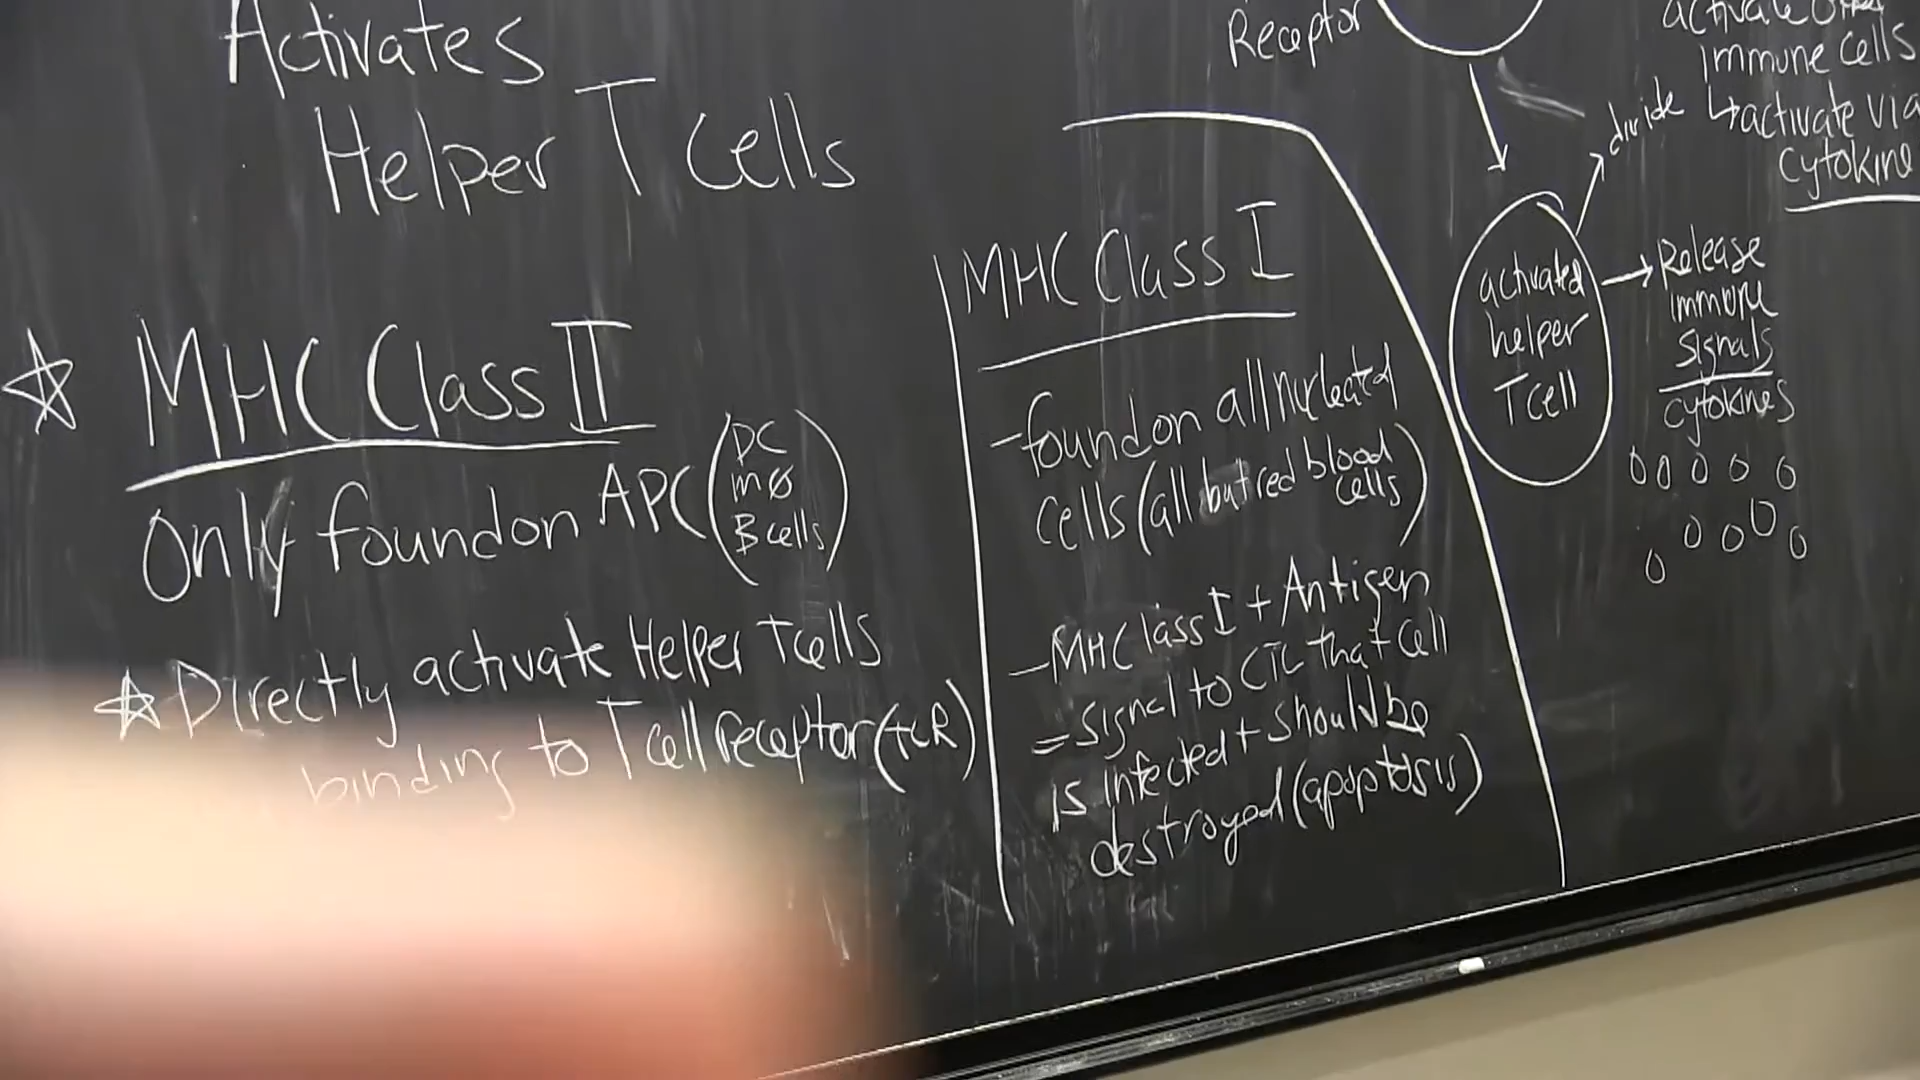 Activates
Helper T cells
MHC Class II
Only found on APC (DC
mø
B cells)
Directly activate Helper T cells
binding to T cell receptor (TCR)
MHC Class I
- found on all nucleated
cells (all but red blood
cells)
- MHC lass I + Antigen
= signal to CTL that cell
is infected + should be
destroyed (apoptosis)
Receptor
activate other
immune cells
↳ activate via
cytokine
divide
activated
helper
T cell
→ Release
immune
signals
cytokines